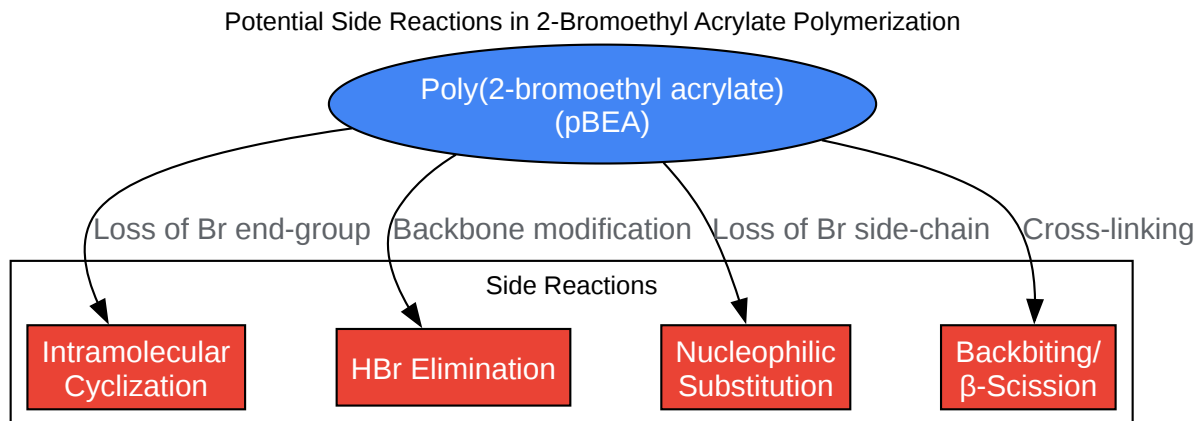 Potential Side Reactions in 2-Bromoethyl Acrylate Polymerization
Poly(2-bromoethyl acrylate)
(pBEA)
Loss of Br end-group
Backbone modification
Loss of Br side-chain
Cross-linking
Side Reactions
Intramolecular
Cyclization
HBr Elimination
Nucleophilic
Substitution
Backbiting/
β-Scission